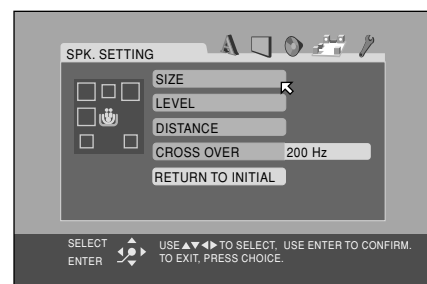 SPK. SETTING
SIZE
LEVEL
DISTANCE
CROSS OVER 200 Hz
RETURN TO INITIAL
SELECT
ENTER
USE ▲▼◀▶ TO SELECT, USE ENTER TO CONFIRM.
TO EXIT, PRESS CHOICE.